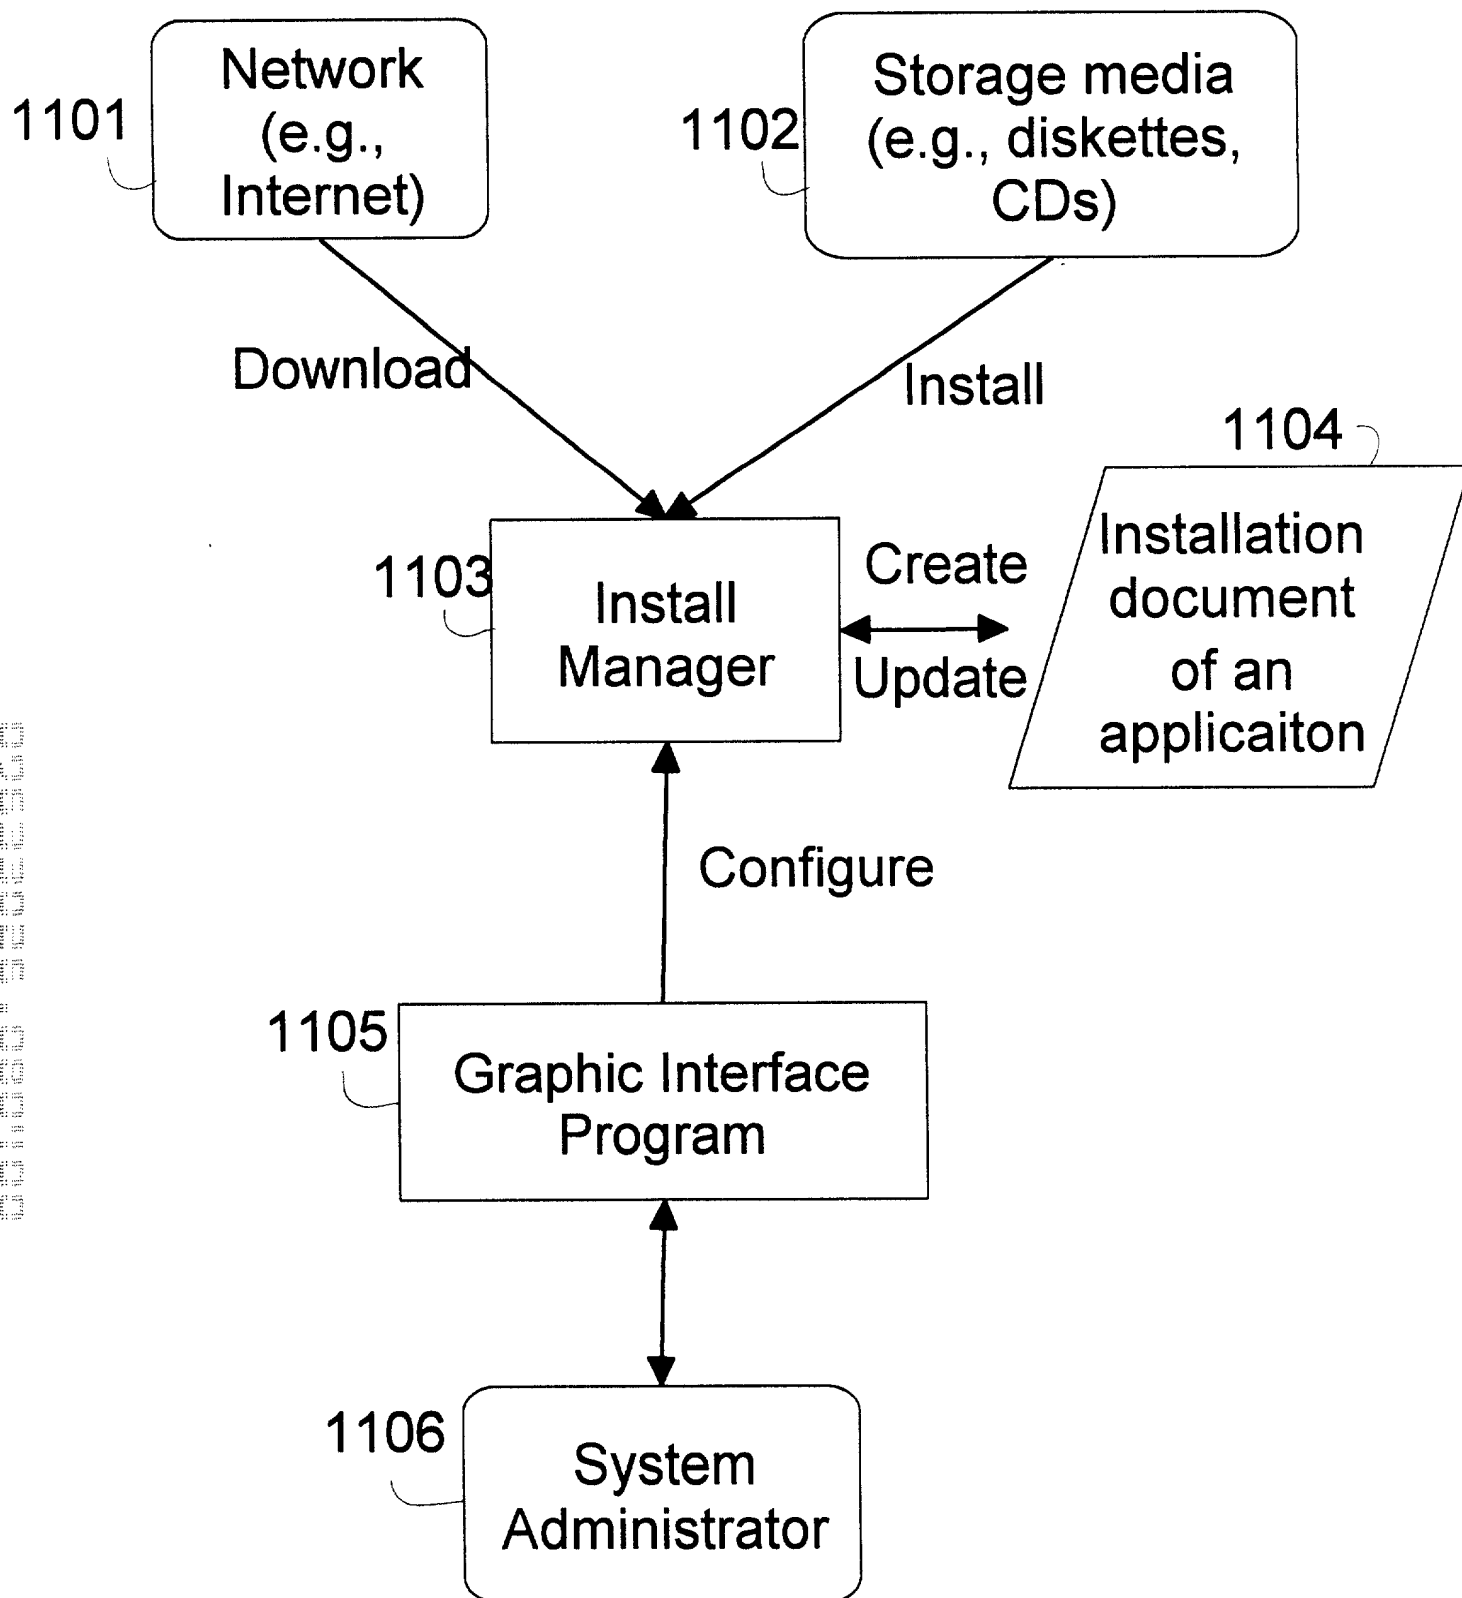 Network
(e.g.,
Internet)
1101
Storage media
(e.g., diskettes,
CDs)
1102
Download
Install
1104
Installation
document
of an
applicaiton
1103
Install
Manager
Create
Update
Configure
1105
Graphic Interface
Program
1106
System
Administrator